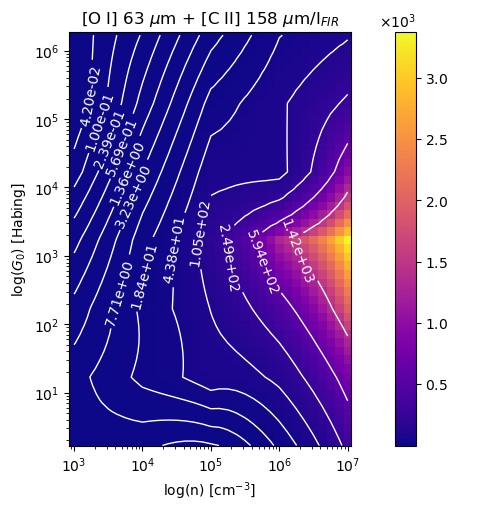 [O I] 63 μm + [C II] 158 μm/I_FIR
×10³
10⁶
10⁵
10⁴
10³
10²
10¹
log(G₀) [Habing]
4.20e-02
1.00e-01
2.39e-01
5.69e-01
1.36e+00
3.23e+00
7.71e+00
1.84e+01
4.38e+01
1.05e+02
2.49e+02
5.94e+02
1.42e+03
3.0
2.5
2.0
1.5
1.0
0.5
10³ 10⁴ 10⁵ 10⁶ 10⁷
log(n) [cm⁻³]